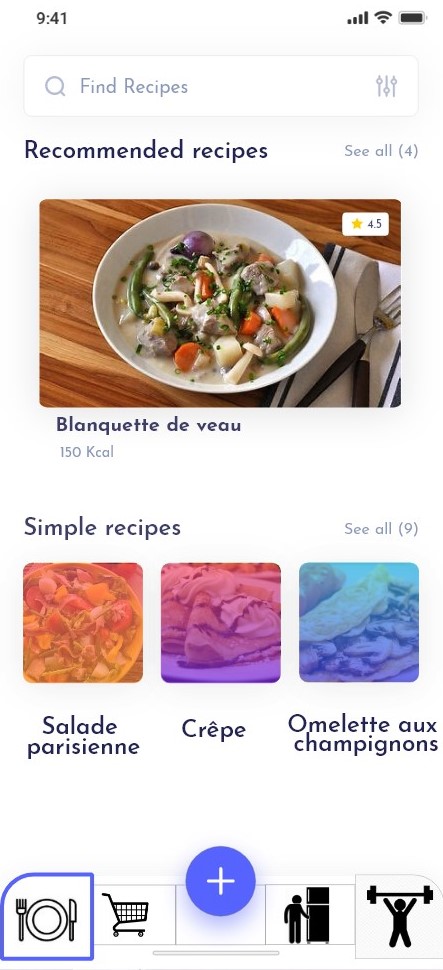 9:41
Find Recipes
Recommended recipes
See all (4)
4.5
Blanquette de veau
150 Kcal
Simple recipes
See all (9)
Salade
parisienne
Crêpe
Omelette aux
champignons